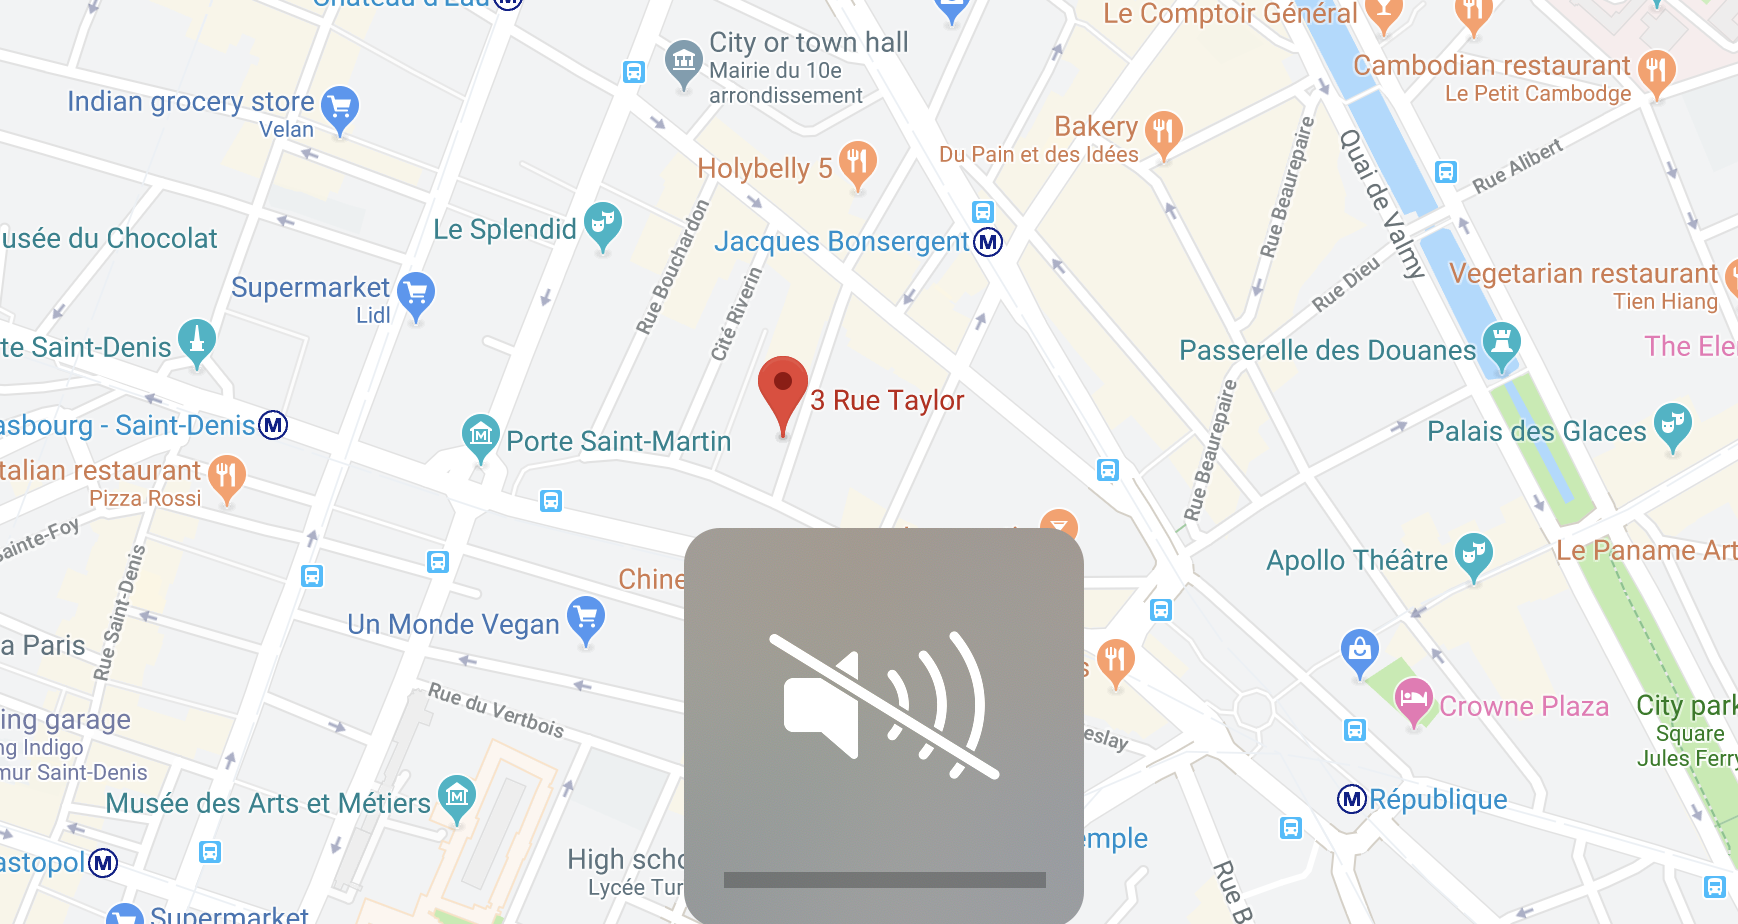 Château d'Eau
City or town hall
Mairie du 10e
arrondissement
Le Comptoir Général
Cambodian restaurant
Le Petit Cambodge
Indian grocery store
Velan
Bakery
Du Pain et des Idées
Rue Beaurepaire
Quai de Valmy
Rue Alibert
Holybelly 5
Le Splendid
Rue Bouchardon
Jacques Bonsergent
M
usée du Chocolat
Supermarket
Lidl
Cité Riverin
Rue Dieu
Vegetarian restaurant
Tien Hiang
te Saint-Denis
Passerelle des Douanes
The Ele
3 Rue Taylor
asbourg - Saint-Denis
M
Porte Saint-Martin
Rue Beaurepaire
Palais des Glaces
talian restaurant
Pizza Rossi
Sainte-Foy
Rue Saint-Denis
Chine
Apollo Théâtre
Le Paname Art
Un Monde Vegan
a Paris
s
Rue du Vertbois
Crowne Plaza
City park
Square
Jules Ferry
ing garage
ng Indigo
mur Saint-Denis
eslay
Musée des Arts et Métiers
M
République
emple
astopol
M
High scho
Lycée Tur
Rue B
Supermarket